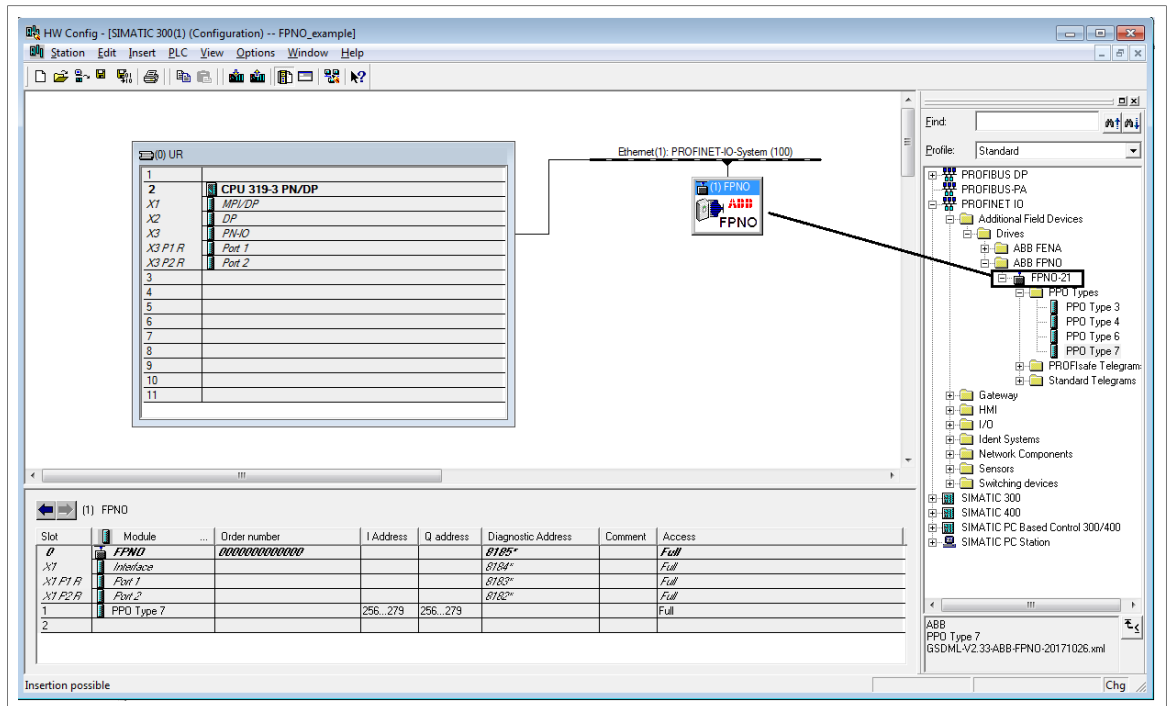 HW Config - [SIMATIC 300(1) (Configuration) -- FPNO_example]
Station Edit Insert PLC View Options Window Help
(0) UR
1
2 CPU 319-3 PN/DP
X1 MPI/DP
X2 DP
X3 PN-IO
X3 P1 R Port 1
X3 P2 R Port 2
3
4
5
6
7
8
9
10
11
Ethernet(1): PROFINET-IO-System (100)
(1) FPNO
ABB
FPNO
Find:
Profile: Standard
PROFIBUS DP
PROFIBUS-PA
PROFINET IO
Additional Field Devices
Drives
ABB FENA
ABB FPNO
FPNO-21
PPO Types
PPO Type 3
PPO Type 4
PPO Type 6
PPO Type 7
PROFIsafe Telegram
Standard Telegrams
Gateway
HMI
I/O
Ident Systems
Network Components
Sensors
Switching devices
SIMATIC 300
SIMATIC 400
SIMATIC PC Based Control 300/400
SIMATIC PC Station
(1) FPNO
Slot Module ... Order number I Address Q address Diagnostic Address Comment Access
0 FPNO 0000000000000 8185* Full
X1 Interface 8184* Full
X1 P1 R Port 1 8183* Full
X1 P2 R Port 2 8182* Full
1 PPO Type 7 256...279 256...279 Full
2
ABB
PPO Type 7
GSDML-V2.33-ABB-FPNO-20171026.xml
Insertion possible Chg